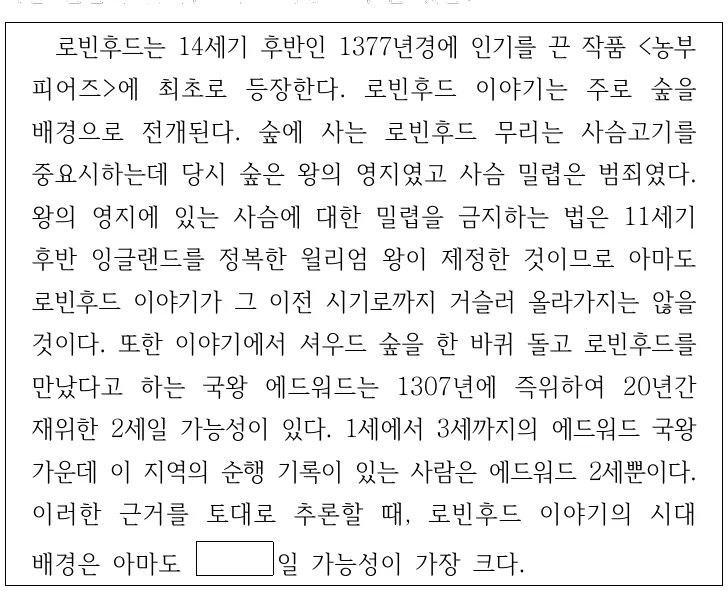 로빈후드는 14세기 후반인 1377년경에 인기를 끈 작품 <농부
피어즈>에 최초로 등장한다. 로빈후드 이야기는 주로 숲을
배경으로 전개된다. 숲에 사는 로빈후드 무리는 사슴고기를
중요시하는데 당시 숲은 왕의 영지였고 사슴 밀렵은 범죄였다.
왕의 영지에 있는 사슴에 대한 밀렵을 금지하는 법은 11세기
후반 잉글랜드를 정복한 윌리엄 왕이 제정한 것이므로 아마도
로빈후드 이야기가 그 이전 시기로까지 거슬러 올라가지는 않을
것이다. 또한 이야기에서 셔우드 숲을 한 바퀴 돌고 로빈후드를
만났다고 하는 국왕 에드워드는 1307년에 즉위하여 20년간
재위한 2세일 가능성이 있다. 1세에서 3세까지의 에드워드 국왕
가운데 이 지역의 순행 기록이 있는 사람은 에드워드 2세뿐이다.
이러한 근거를 토대로 추론할 때, 로빈후드 이야기의 시대
배경은 아마도 일 가능성이 가장 크다.